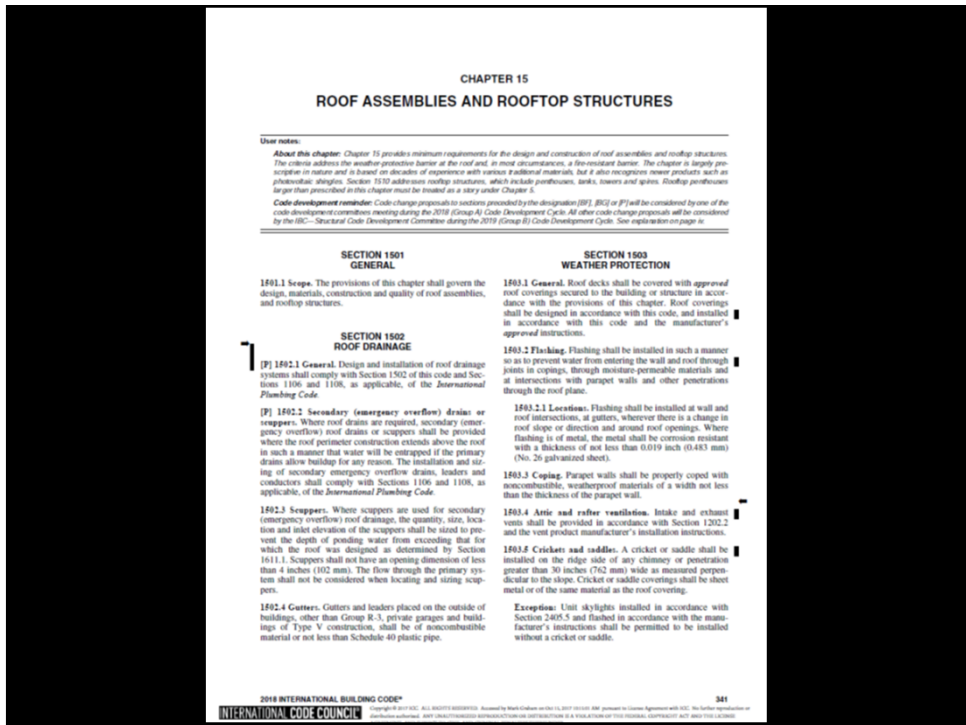 CHAPTER 15
ROOF ASSEMBLIES AND ROOFTOP STRUCTURES
User notes:
About this chapter: Chapter 15 provides minimum requirements for the design and construction of roof assemblies and rooftop structures.
The criteria address the weather-protective barrier at the roof and, in most circumstances, a fire-resistant barrier. The chapter is largely pre-
scriptive in nature and is based on decades of experience with various traditional materials, but it also recognizes newer products such as
photovoltaic shingles. Section 1510 addresses rooftop structures, which include penthouses, tanks, towers and spires. Rooftop penthouses
larger than prescribed in this chapter must be treated as a story under Chapter 5.
Code development reminder: Code change proposals to sections preceded by the designation [BF], [BG] or [P] will be considered by one of the
code development committees meeting during the 2018 (Group A) Code Development Cycle. All other code change proposals will be considered
by the IBC—Structural Code Development Committee during the 2019 (Group B) Code Development Cycle. See explanation on page iv.
SECTION 1501
GENERAL
1501.1 Scope. The provisions of this chapter shall govern the
design, materials, construction and quality of roof assemblies,
and rooftop structures.
SECTION 1502
ROOF DRAINAGE
[P] 1502.1 General. Design and installation of roof drainage
systems shall comply with Section 1502 of this code and Sec-
tions 1106 and 1108, as applicable, of the International
Plumbing Code.
[P] 1502.2 Secondary (emergency overflow) drains or
scuppers. Where roof drains are required, secondary (emer-
gency overflow) roof drains or scuppers shall be provided
where the roof perimeter construction extends above the roof
in such a manner that water will be entrapped if the primary
drains allow buildup for any reason. The installation and siz-
ing of secondary emergency overflow drains, leaders and
conductors shall comply with Sections 1106 and 1108, as
applicable, of the International Plumbing Code.
1502.3 Scuppers. Where scuppers are used for secondary
(emergency overflow) roof drainage, the quantity, size, loca-
tion and inlet elevation of the scuppers shall be sized to pre-
vent the depth of ponding water from exceeding that for
which the roof was designed as determined by Section
1611.1. Scuppers shall not have an opening dimension of less
than 4 inches (102 mm). The flow through the primary sys-
tem shall not be considered when locating and sizing scup-
pers.
1502.4 Gutters. Gutters and leaders placed on the outside of
buildings, other than Group R-3, private garages and build-
ings of Type V construction, shall be of noncombustible
material or not less than Schedule 40 plastic pipe.
SECTION 1503
WEATHER PROTECTION
1503.1 General. Roof decks shall be covered with approved
roof coverings secured to the building or structure in accor-
dance with the provisions of this chapter. Roof coverings
shall be designed in accordance with this code, and installed
in accordance with this code and the manufacturer's
approved instructions.
1503.2 Flashing. Flashing shall be installed in such a manner
so as to prevent water from entering the wall and roof through
joints in copings, through moisture-permeable materials and
at intersections with parapet walls and other penetrations
through the roof plane.
1503.2.1 Locations. Flashing shall be installed at wall and
roof intersections, at gutters, wherever there is a change in
roof slope or direction and around roof openings. Where
flashing is of metal, the metal shall be corrosion resistant
with a thickness of not less than 0.019 inch (0.483 mm)
(No. 26 galvanized sheet).
1503.3 Coping. Parapet walls shall be properly coped with
noncombustible, weatherproof materials of a width not less
than the thickness of the parapet wall.
1503.4 Attic and rafter ventilation. Intake and exhaust
vents shall be provided in accordance with Section 1202.2
and the vent product manufacturer's installation instructions.
1503.5 Crickets and saddles. A cricket or saddle shall be
installed on the ridge side of any chimney or penetration
greater than 30 inches (762 mm) wide as measured perpen-
dicular to the slope. Cricket or saddle coverings shall be sheet
metal or of the same material as the roof covering.
Exception: Unit skylights installed in accordance with
Section 2405.5 and flashed in accordance with the manu-
facturer's instructions shall be permitted to be installed
without a cricket or saddle.
2018 INTERNATIONAL BUILDING CODE®
341
INTERNATIONAL CODE COUNCIL®